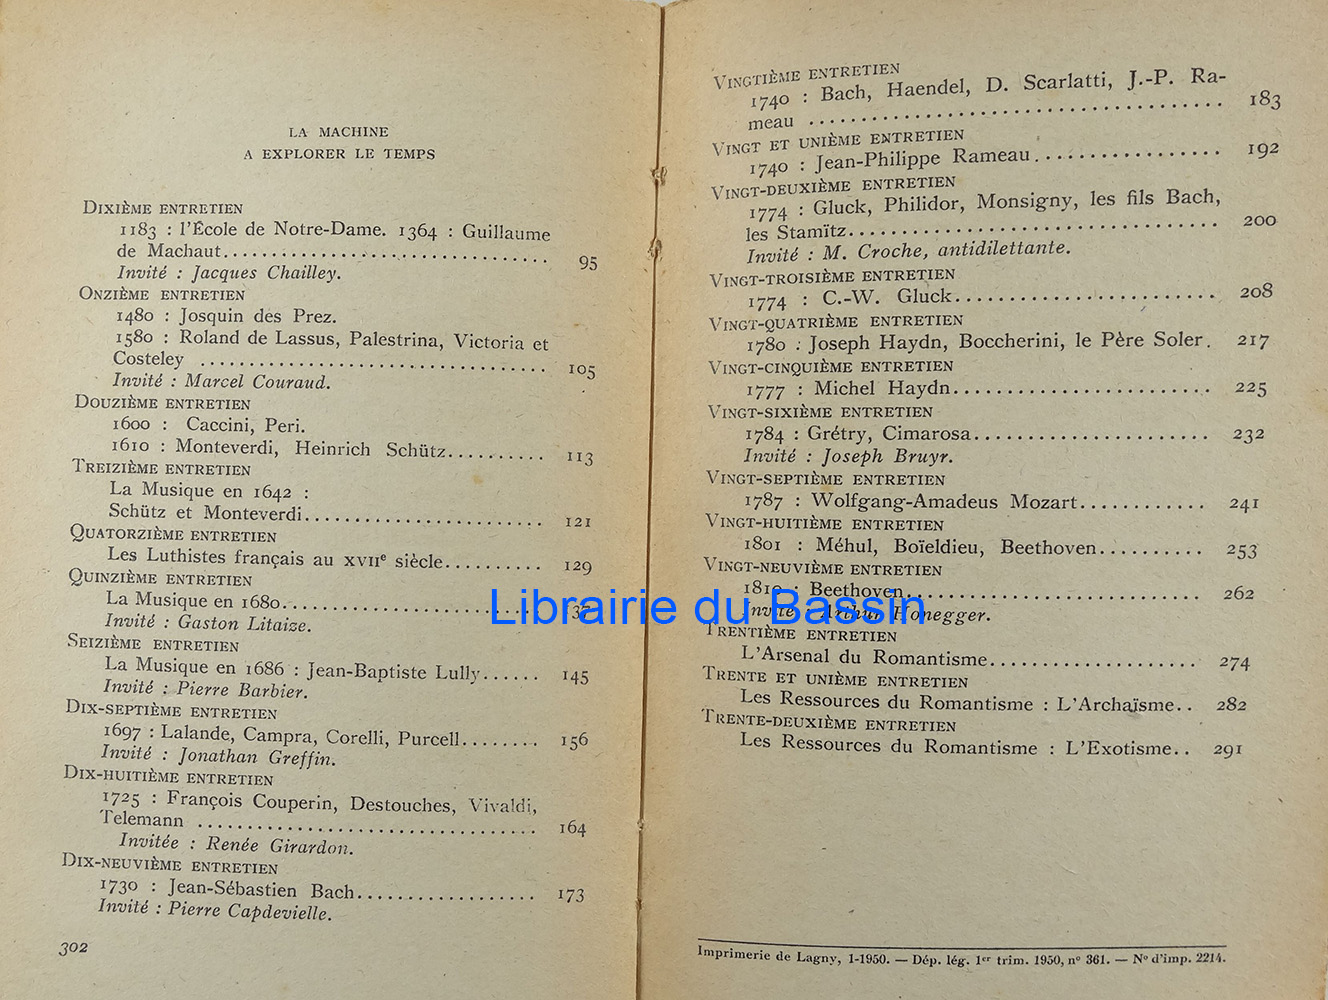 LA MACHINE
A EXPLORER LE TEMPS
DIXIÈME ENTRETIEN
1183 : l'École de Notre-Dame. 1364 : Guillaume
de Machaut................................ 95
Invité : Jacques Chailley.
ONZIÈME ENTRETIEN
1480 : Josquin des Prez.
1580 : Roland de Lassus, Palestrina, Victoria et
Costeley .................................. 105
Invité : Marcel Couraud.
DOUZIÈME ENTRETIEN
1600 : Caccini, Peri.
1610 : Monteverdi, Heinrich Schütz.......... 113
TREIZIÈME ENTRETIEN
La Musique en 1642 :
Schütz et Monteverdi........................ 121
QUATORZIÈME ENTRETIEN
Les Luthistes français au XVIIe siècle.......... 129
QUINZIÈME ENTRETIEN
La Musique en 1680.......................... 37
Invité : Gaston Litaize.
SEIZIÈME ENTRETIEN
La Musique en 1686 : Jean-Baptiste Lully...... 145
Invité : Pierre Barbier.
DIX-SEPTIÈME ENTRETIEN
1697 : Lalande, Campra, Corelli, Purcell........ 156
Invité : Jonathan Greffin.
DIX-HUITIÈME ENTRETIEN
1725 : François Couperin, Destouches, Vivaldi,
Telemann .................................. 164
Invitée : Renée Girardon.
DIX-NEUVIÈME ENTRETIEN
1730 : Jean-Sébastien Bach.................. 173
Invité : Pierre Capdevielle.
302
VINGTIÈME ENTRETIEN
1740 : Bach, Haendel, D. Scarlatti, J.-P. Ra-
meau ...................................... 183
VINGT ET UNIÈME ENTRETIEN
1740 : Jean-Philippe Rameau.................. 192
VINGT-DEUXIÈME ENTRETIEN
1774 : Gluck, Philidor, Monsigny, les fils Bach,
les Stamïtz................................ 200
Invité : M. Croche, antidilettante.
VINGT-TROISIÈME ENTRETIEN
1774 : C.-W. Gluck........................ 208
VINGT-QUATRIÈME ENTRETIEN
1780 : Joseph Haydn, Boccherini, le Père Soler. 217
VINGT-CINQUIÈME ENTRETIEN
1777 : Michel Haydn........................ 225
VINGT-SIXIÈME ENTRETIEN
1784 : Grétry, Cimarosa...................... 232
Invité : Joseph Bruyr.
VINGT-SEPTIÈME ENTRETIEN
1787 : Wolfgang-Amadeus Mozart............ 241
VINGT-HUITIÈME ENTRETIEN
1801 : Méhul, Boïeldieu, Beethoven.......... 253
VINGT-NEUVIÈME ENTRETIEN
1810 : Beethoven............................ 262
Invité : Arthur Honegger.
Librairie du Bassin
TRENTIÈME ENTRETIEN
L'Arsenal du Romantisme.................... 274
TRENTE ET UNIÈME ENTRETIEN
Les Ressources du Romantisme : L'Archaïsme.. 282
TRENTE-DEUXIÈME ENTRETIEN
Les Ressources du Romantisme : L'Exotisme.. 291
Imprimerie de Lagny, 1-1950. — Dép. lég. 1er trim. 1950, n° 361. — N° d'imp. 2214.